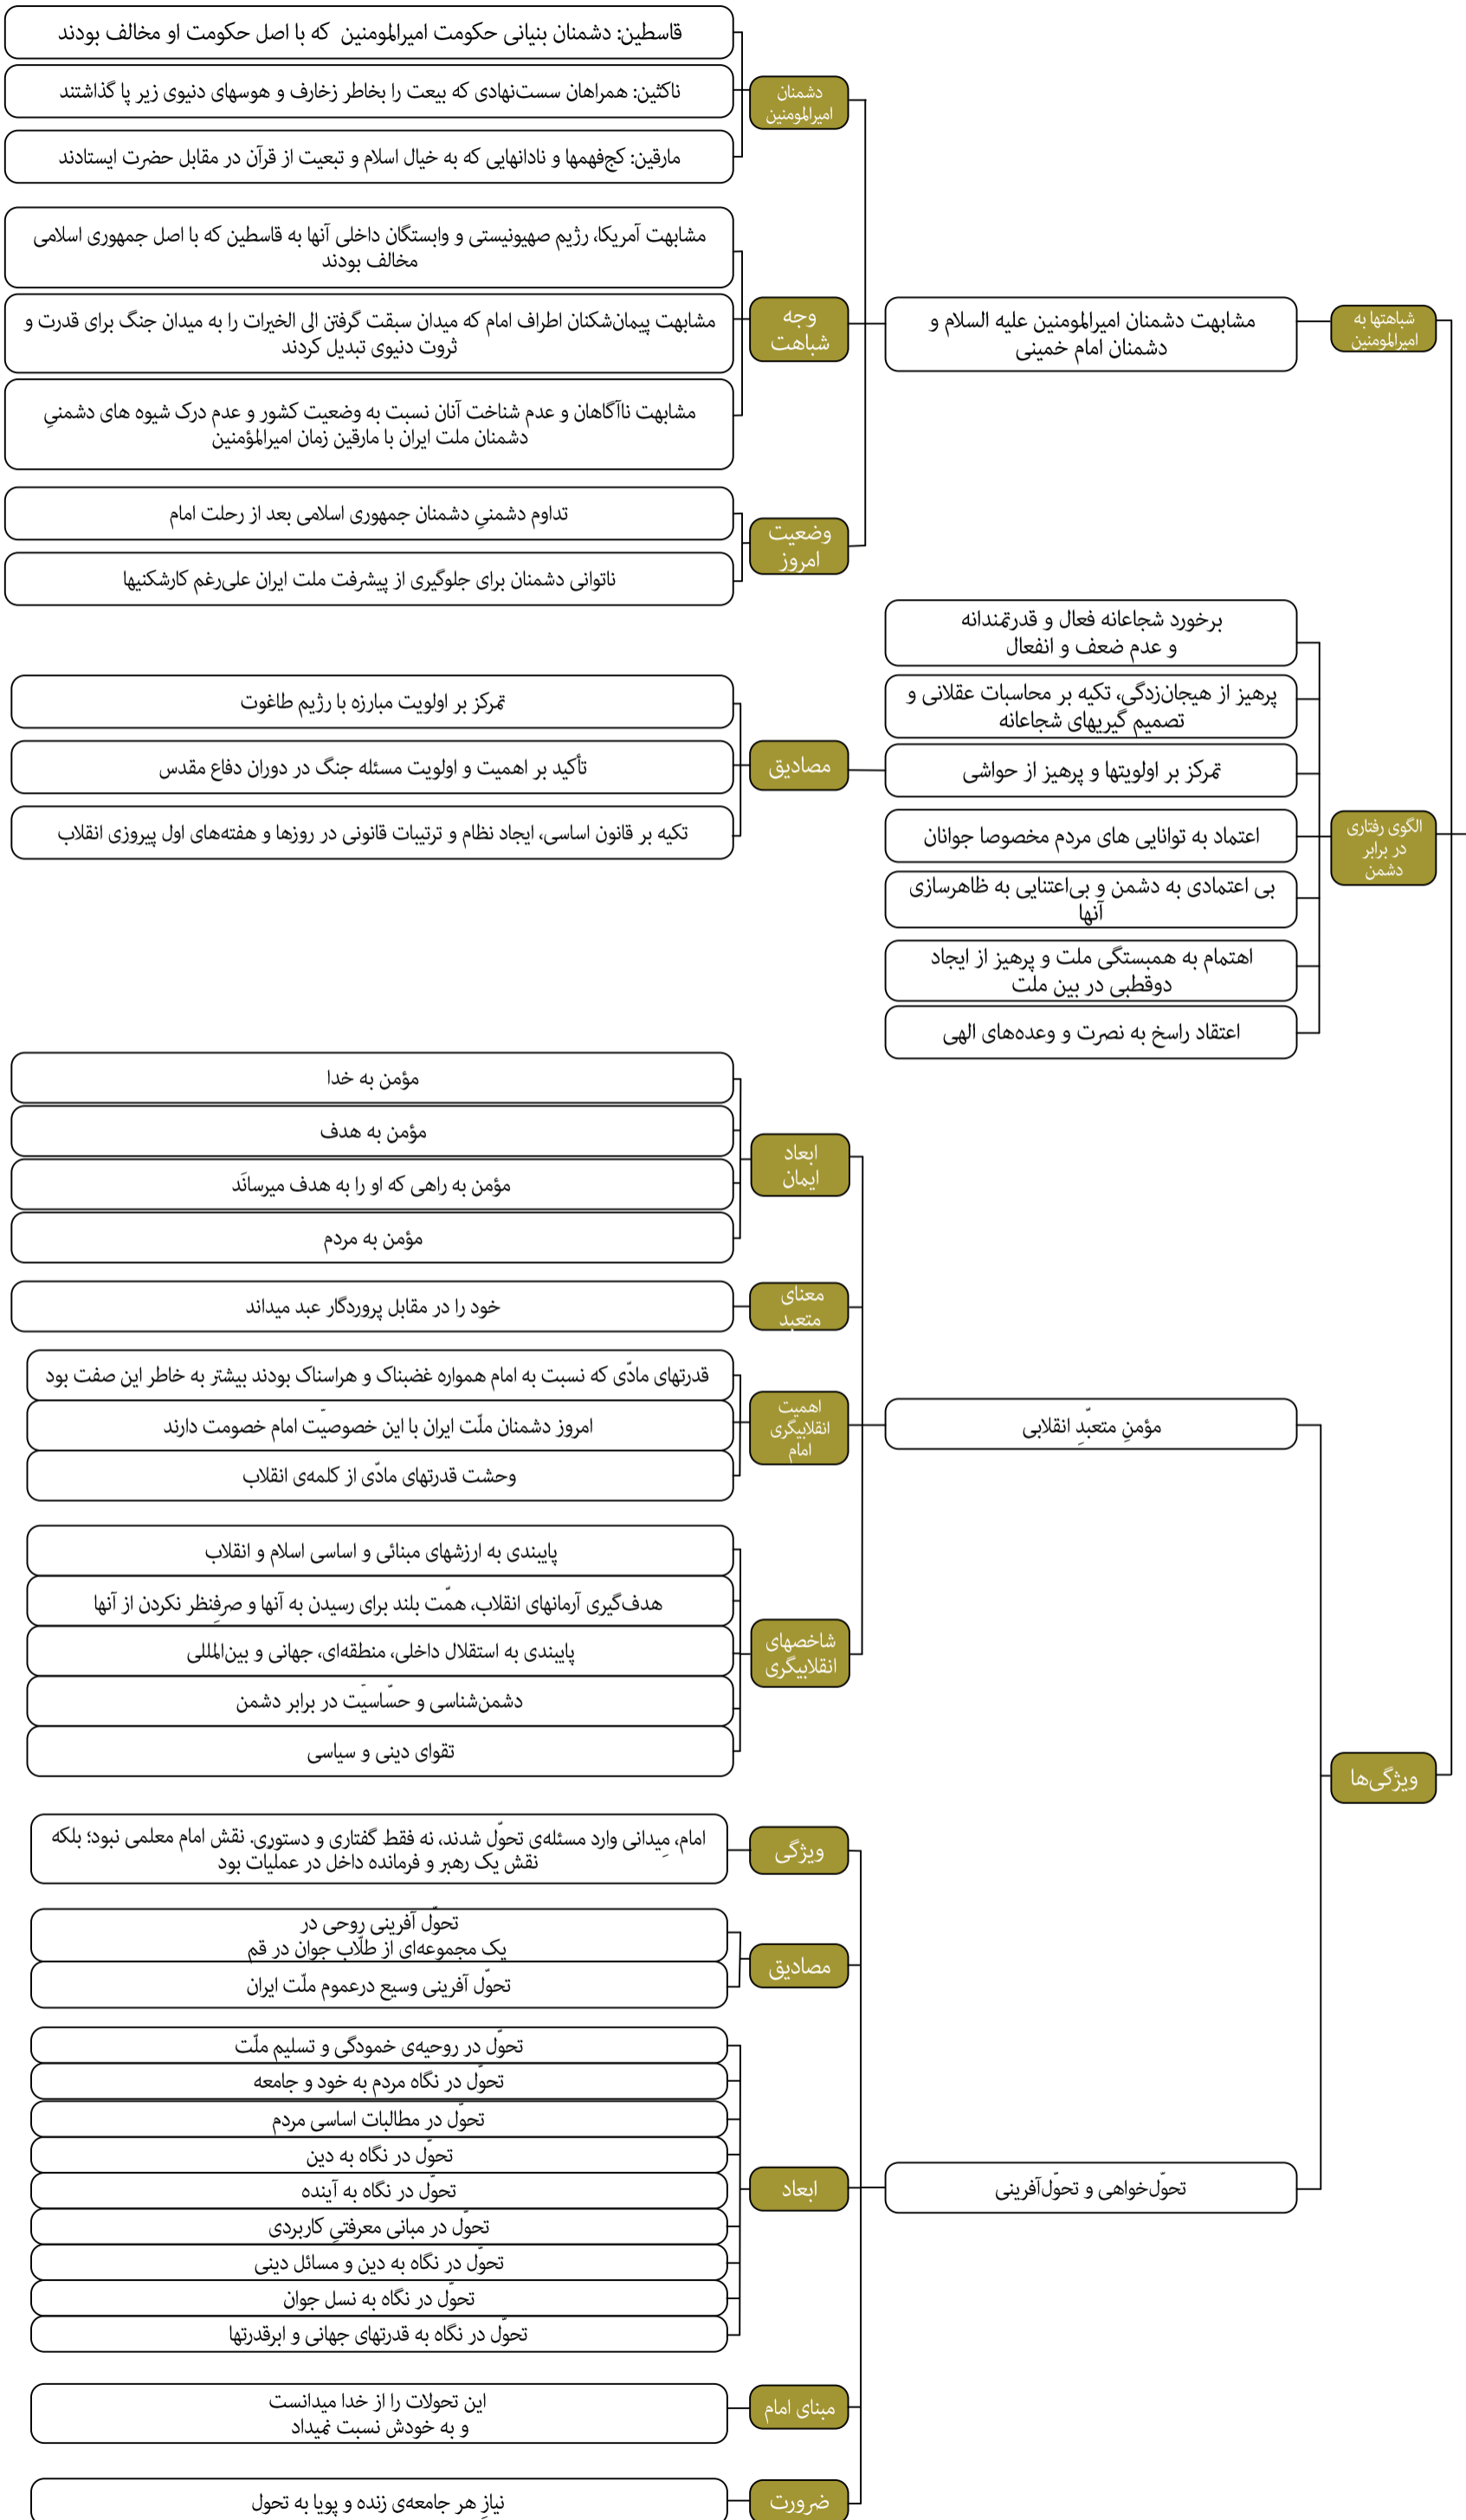 شباهتها به
امیرالمومنین
مشابهت دشمنان امیرالمومنین علیه السلام و
دشمنان امام خمینی
دشمنان
امیرالمومنین
قاسطین: دشمنان بنیانی حکومت امیرالمومنین که با اصل حکومت او مخالف بودند
ناکثین: همراهان سست‌نهادی که بیعت را بخاطر زخارف و هوسهای دنیوی زیر پا گذاشتند
مارقین: کج‌فهمها و نادانهایی که به خیال اسلام و تبعیت از قرآن در مقابل حضرت ایستادند
وجه
شباهت
مشابهت آمریکا، رژیم صهیونیستی و وابستگان داخلی آنها به قاسطین که با اصل جمهوری اسلامی
مخالف بودند
مشابهت پیمان‌شکنان اطراف امام که میدان سبقت گرفتن الی الخیرات را به میدان جنگ برای قدرت و
ثروت دنیوی تبدیل کردند
مشابهت ناآگاهان و عدم شناخت آنان نسبت به وضعیت کشور و عدم درک شیوه های دشمنیِ
دشمنان ملت ایران با مارقین زمان امیرالمؤمنین
وضعیت
امروز
تداوم دشمنیِ دشمنان جمهوری اسلامی بعد از رحلت امام
ناتوانی دشمنان برای جلوگیری از پیشرفت ملت ایران علی‌رغم کارشکنیها
الگوی رفتاری
در برابر
دشمن
برخورد شجاعانه فعال و قدرتمندانه
و عدم ضعف و انفعال
پرهیز از هیجان‌زدگی، تکیه بر محاسبات عقلانی و
تصمیم گیریهای شجاعانه
تمرکز بر اولویتها و پرهیز از حواشی
مصادیق
تمرکز بر اولویت مبارزه با رژیم طاغوت
تأکید بر اهمیت و اولویت مسئله جنگ در دوران دفاع مقدس
تکیه بر قانون اساسی، ایجاد نظام و ترتیبات قانونی در روزها و هفته‌های اول پیروزی انقلاب
اعتماد به توانایی های مردم مخصوصا جوانان
بی اعتمادی به دشمن و بی‌اعتنایی به ظاهرسازی
آنها
اهتمام به همبستگی ملت و پرهیز از ایجاد
دوقطبی در بین ملت
اعتقاد راسخ به نصرت و وعده‌های الهی
ویژگی‌ها
مؤمنِ متعبّدِ انقلابی
ابعاد
ایمان
مؤمن به خدا
مؤمن به هدف
مؤمن به راهی که او را به هدف میرساند
مؤمن به مردم
معنای
متعبد
خود را در مقابل پروردگار عبد میداند
اهمیت
انقلابیگری
امام
قدرتهای مادّی که نسبت به امام همواره غضبناک و هراسناک بودند بیشتر به خاطر این صفت بود
امروز دشمنان ملّت ایران با این خصوصیّت امام خصومت دارند
وحشت قدرتهای مادّی از کلمه‌ی انقلاب
شاخصهای
انقلابیگری
پایبندی به ارزشهای مبنائی و اساسی اسلام و انقلاب
هدف‌گیری آرمانهای انقلاب، همّت بلند برای رسیدن به آنها و صرفِنظر نکردن از آنها
پایبندی به استقلال داخلی، منطقه‌ای، جهانی و بین‌المللی
دشمن‌شناسی و حسّاسیّت در برابر دشمن
تقوای دینی و سیاسی
تحوّل‌خواهی و تحوّل‌آفرینی
ویژگی
امام، مِیدانی وارد مسئله‌ی تحوّل شدند، نه فقط گفتاری و دستوری. نقش امام معلمی نبود؛ بلکه
نقش یک رهبر و فرمانده داخل در عملیّات بود
مصادیق
تحوّل آفرینی روحی در
یک مجموعه‌ای از طلّاب جوان در قم
تحوّل آفرینی وسیع درعموم ملّت ایران
ابعاد
تحوّل در روحیه‌ی خمودگی و تسلیم ملّت
تحوّل در نگاه مردم به خود و جامعه
تحوّل در مطالبات اساسی مردم
تحوّل در نگاه به دین
تحوّل در نگاه به آینده
تحوّل در مبانی معرفتیِ کاربردی
تحوّل در نگاه به دین و مسائل دینی
تحوّل در نگاه به نسل جوان
تحوّل در نگاه به قدرتهای جهانی و ابرقدرتها
مبنای امام
این تحولات را از خدا میدانست
و به خودش نسبت نمیداد
ضرورت
نیازِ هر جامعه‌ی زنده و پویا به تحول